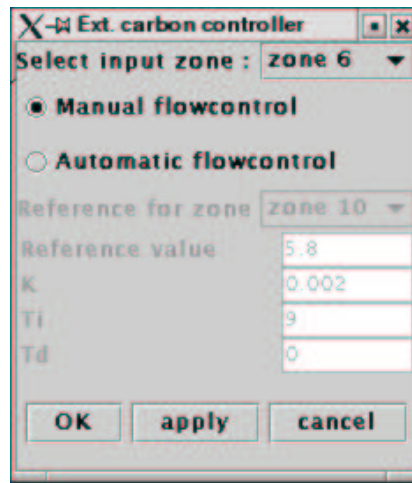 Ext. carbon controller
Select input zone : zone 6
Manual flowcontrol
Automatic flowcontrol
Reference for zone zone 10
Reference value 5.8
K 0.002
Ti 9
Td 0
OK apply cancel